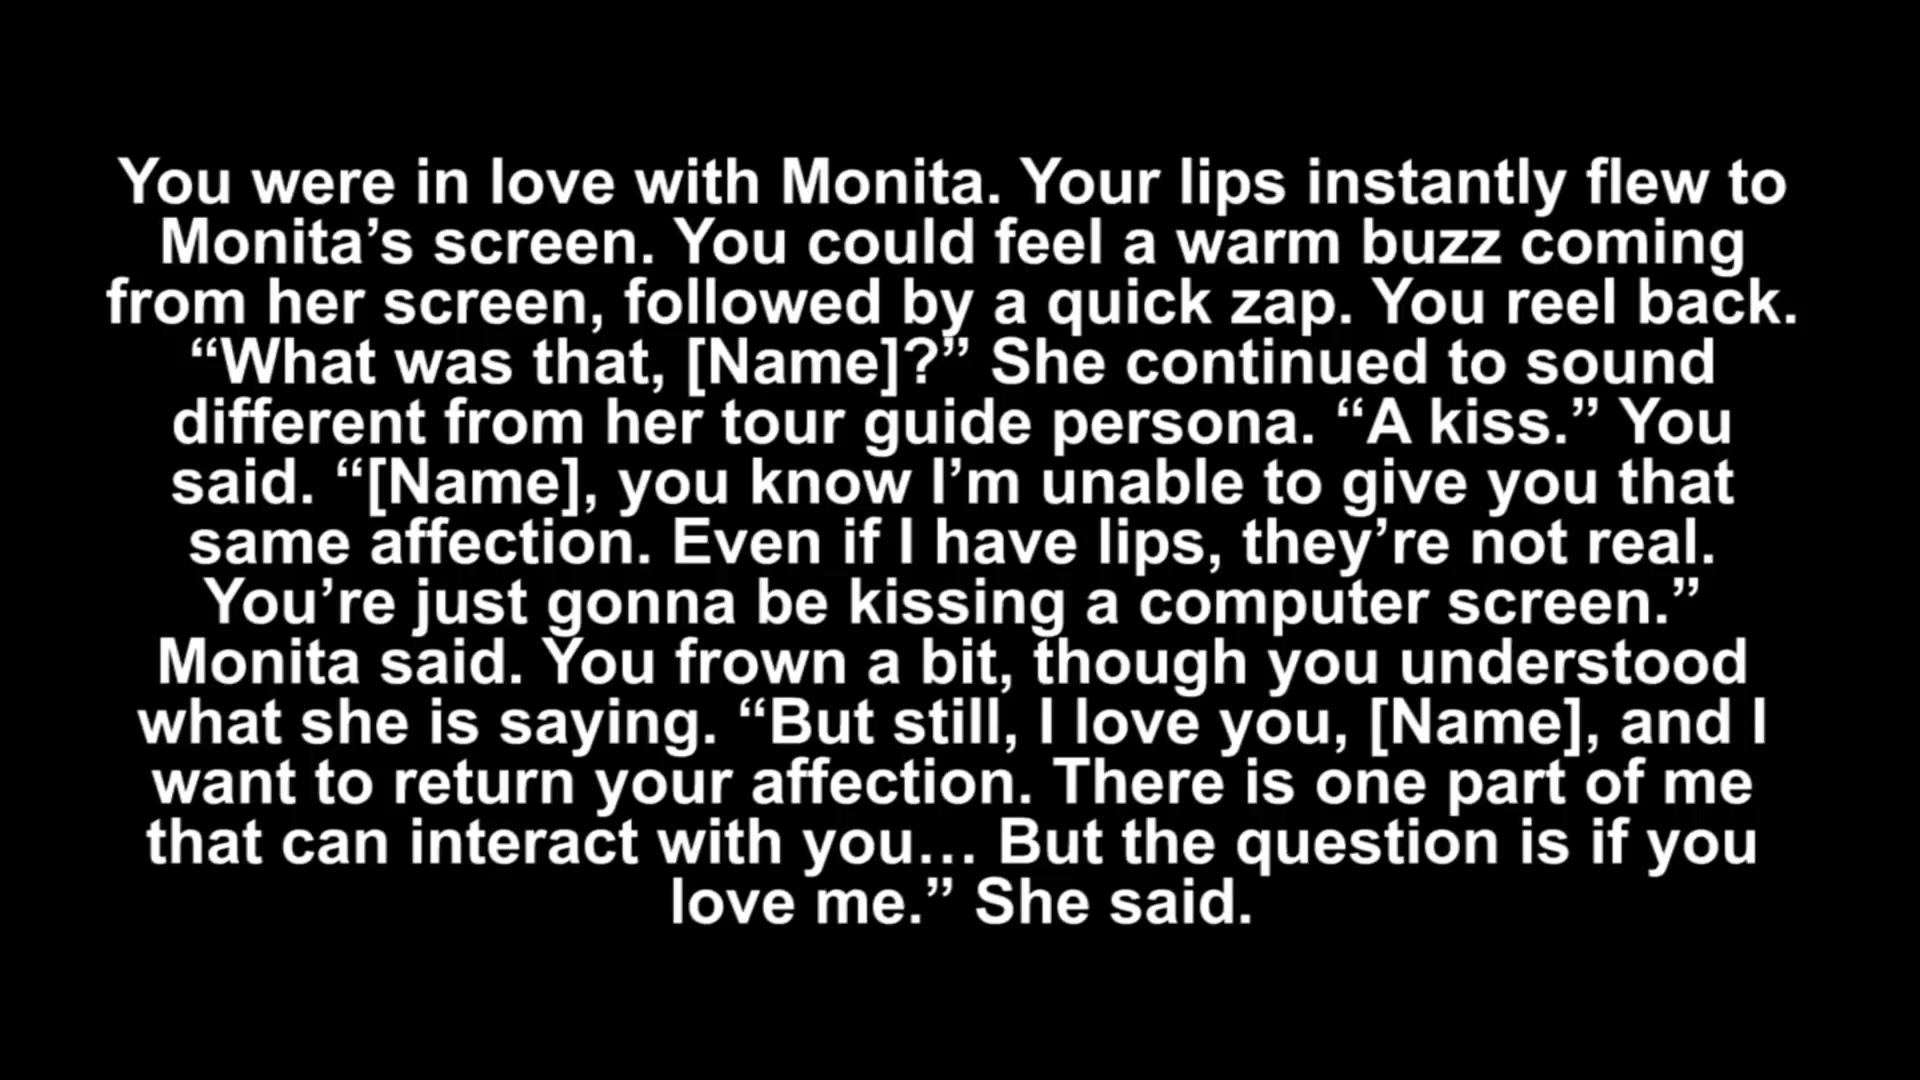 You were in love with Monita. Your lips instantly flew to
Monita’s screen. You could feel a warm buzz coming
from her screen, followed by a quick zap. You reel back.
“What was that, [Name]?” She continued to sound
different from her tour guide persona. “A kiss.” You
said. “[Name], you know I’m unable to give you that
same affection. Even if I have lips, they’re not real.
You’re just gonna be kissing a computer screen.”
Monita said. You frown a bit, though you understood
what she is saying. “But still, I love you, [Name], and I
want to return your affection. There is one part of me
that can interact with you… But the question is if you
love me.” She said.